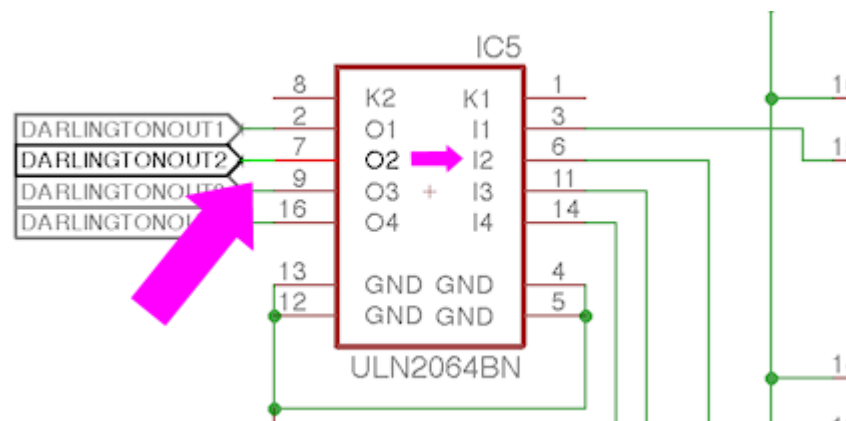 IC5
8 K2 K1 1
DARLINGTONOUT1 2 O1 I1 3
DARLINGTONOUT2 7 O2 I2 6
9 O3 I3 11
16 O4 I4 14
13 GND GND 4
12 GND GND 5
ULN2064BN